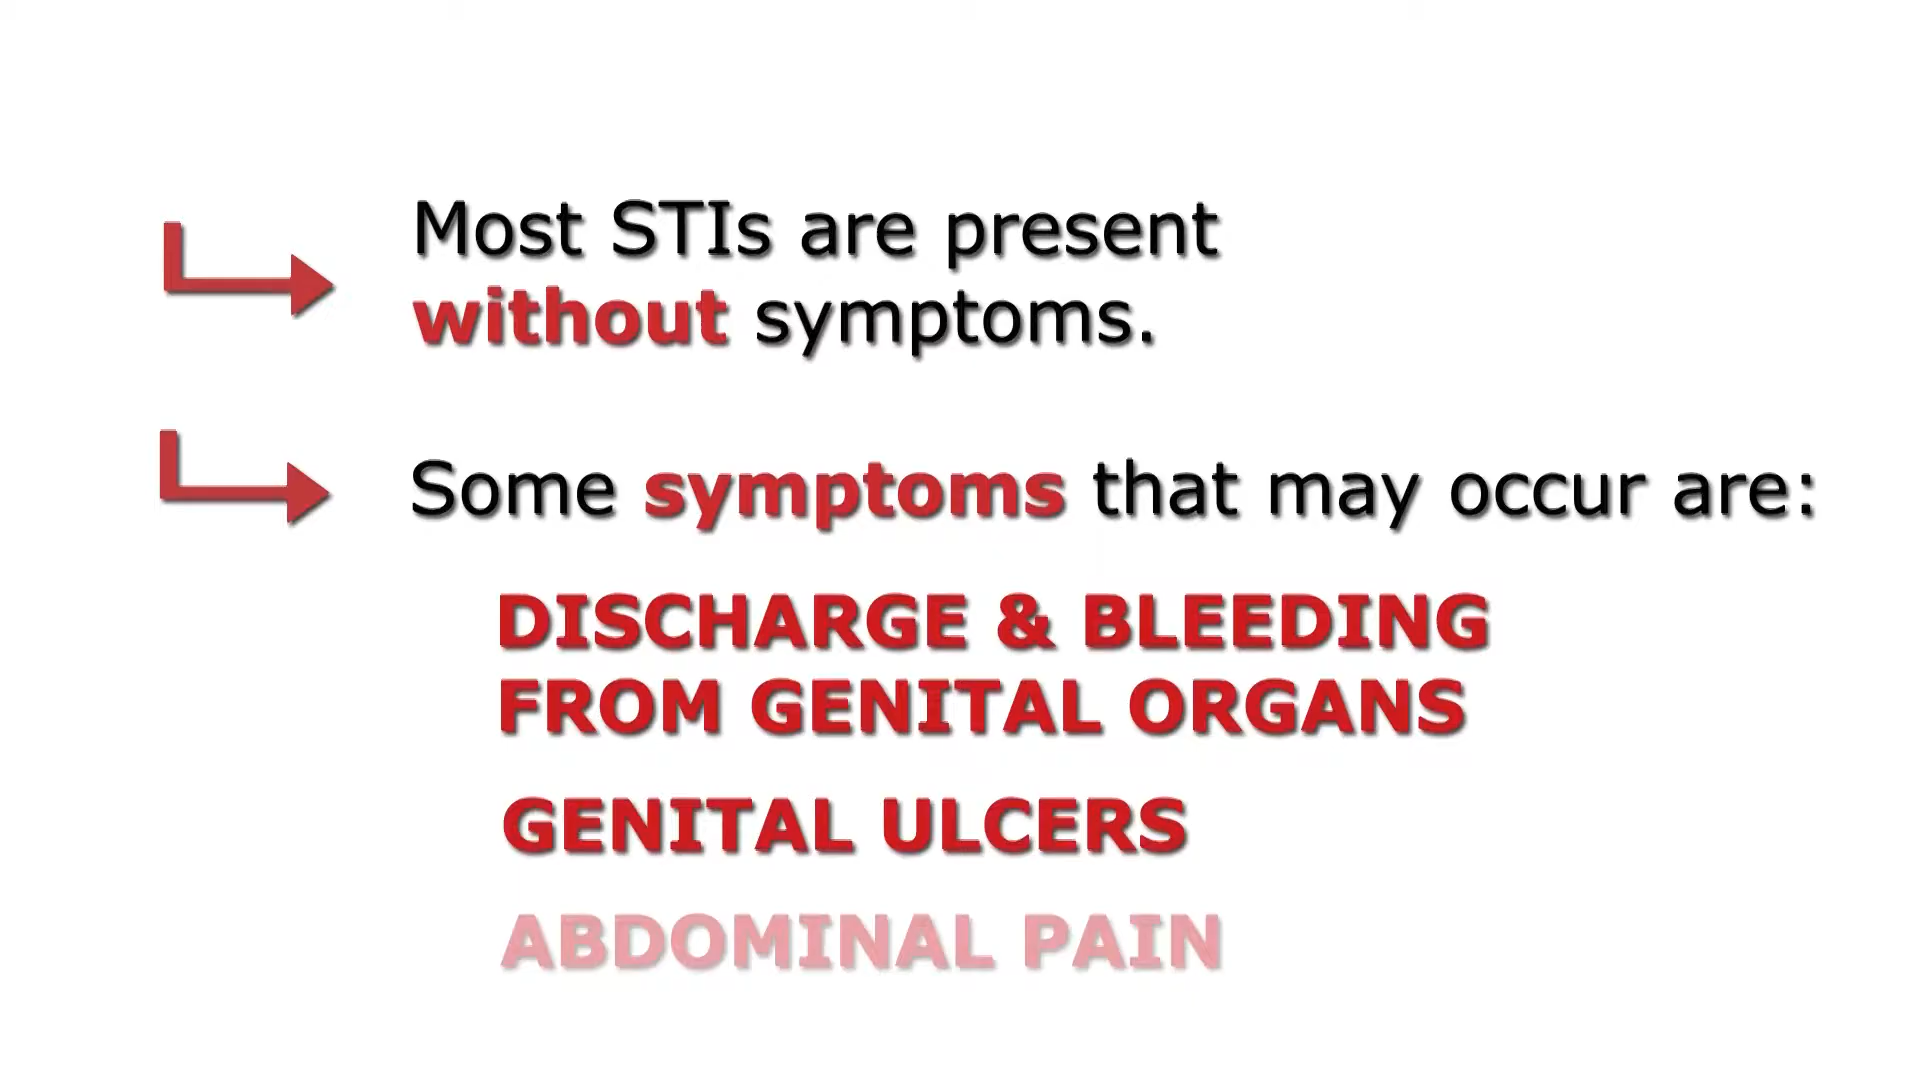 Most STIs are present
without symptoms.
Some symptoms that may occur are:
DISCHARGE & BLEEDING
FROM GENITAL ORGANS
GENITAL ULCERS
ABDOMINAL PAIN